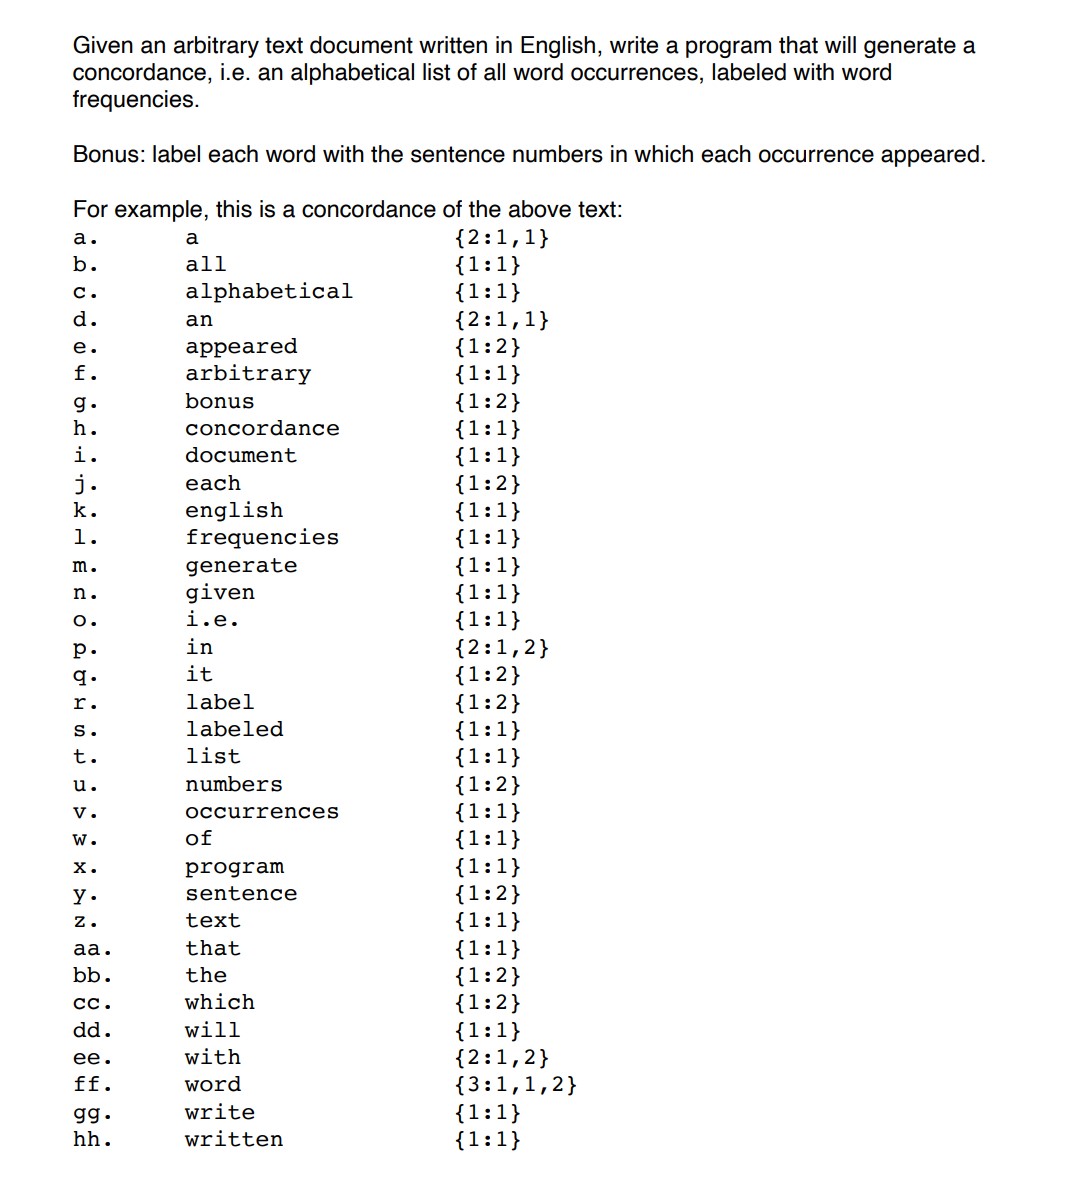 Given an arbitrary text document written in English, write a program that will generate a
concordance, i.e. an alphabetical list of all word occurrences, labeled with word
frequencies.
Bonus: label each word with the sentence numbers in which each occurrence appeared.
For example, this is a concordance of the above text:
a. a {2:1,1}
b. all {1:1}
c. alphabetical {1:1}
d. an {2:1,1}
e. appeared {1:2}
f. arbitrary {1:1}
g. bonus {1:2}
h. concordance {1:1}
i. document {1:1}
j. each {1:2}
k. english {1:1}
l. frequencies {1:1}
m. generate {1:1}
n. given {1:1}
o. i.e. {1:1}
p. in {2:1,2}
q. it {1:2}
r. label {1:2}
s. labeled {1:1}
t. list {1:1}
u. numbers {1:2}
v. occurrences {1:1}
w. of {1:1}
x. program {1:1}
y. sentence {1:2}
z. text {1:1}
aa. that {1:1}
bb. the {1:2}
cc. which {1:2}
dd. will {1:1}
ee. with {2:1,2}
ff. word {3:1,1,2}
gg. write {1:1}
hh. written {1:1}